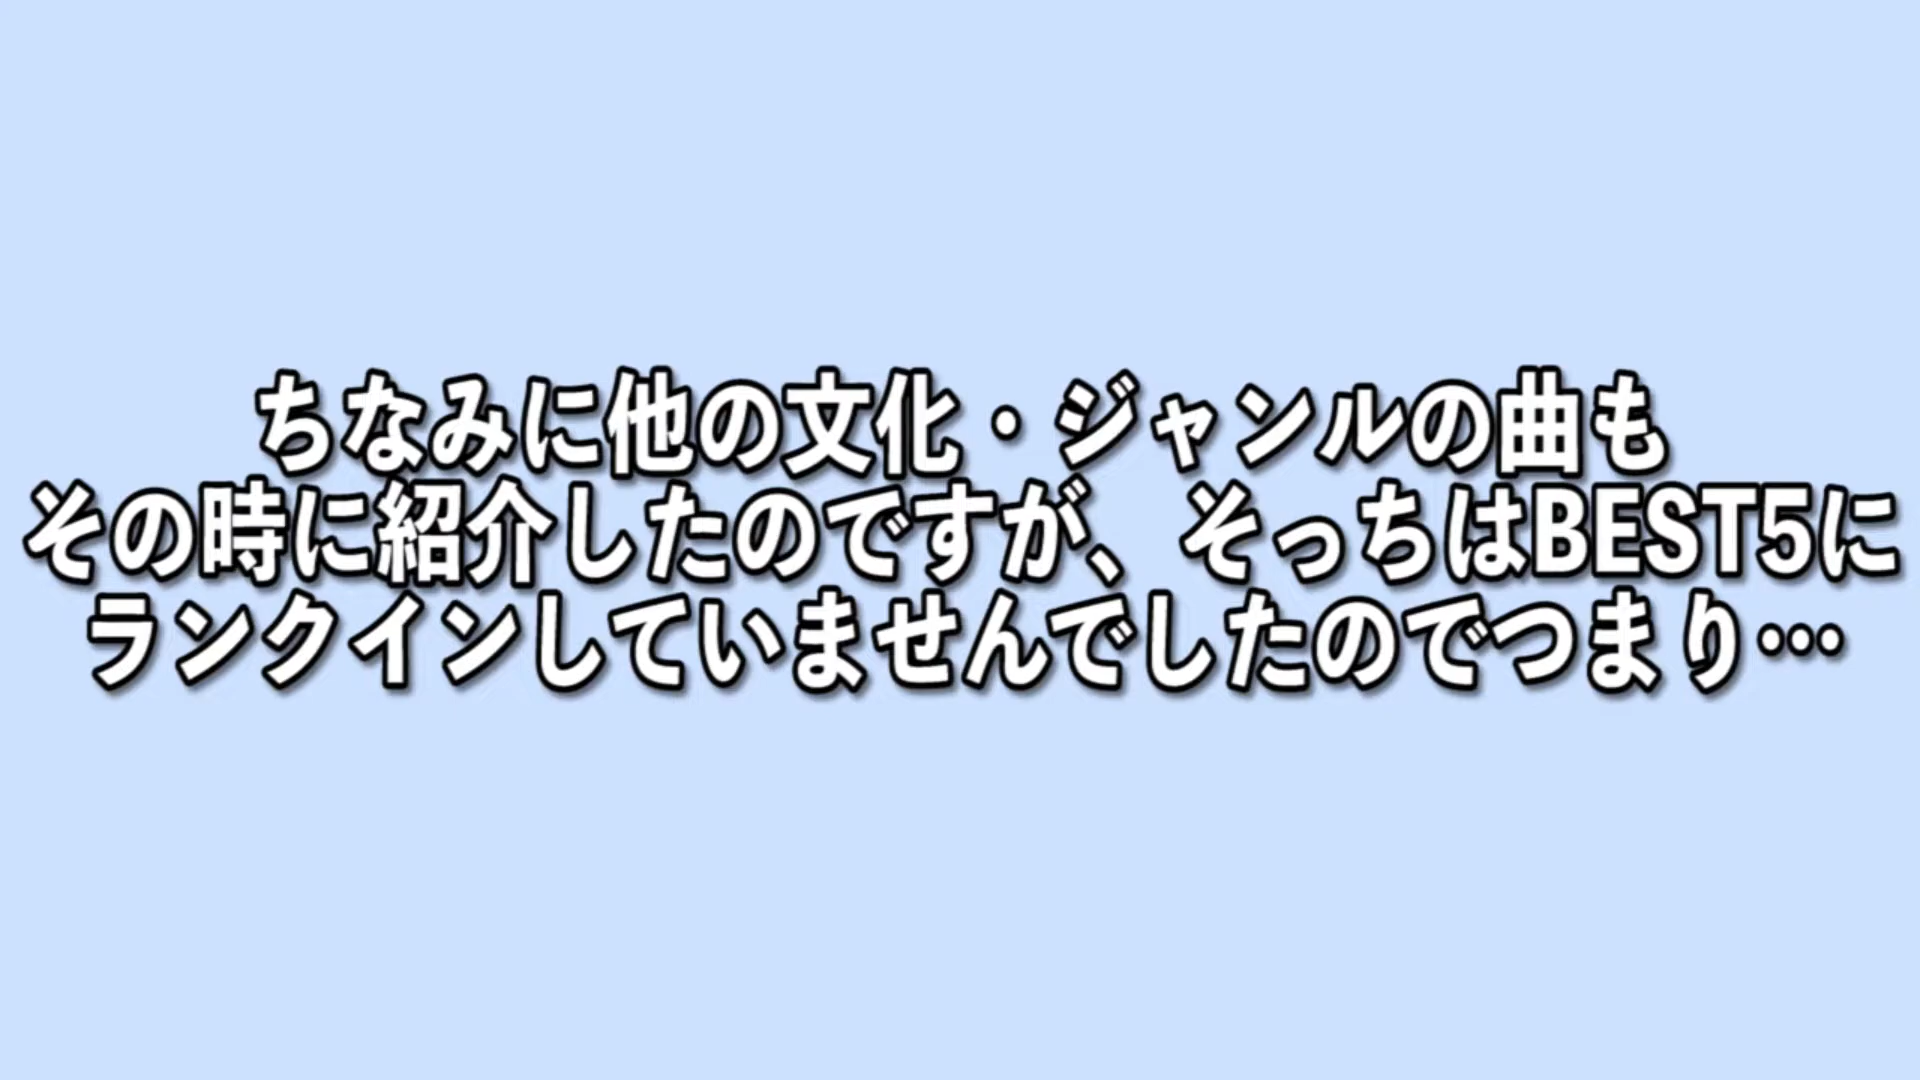 ちなみに他の文化・ジャンルの曲も
その時に紹介したのですが、そっちはBEST5に
ランクインしていませんでしたのでつまり…